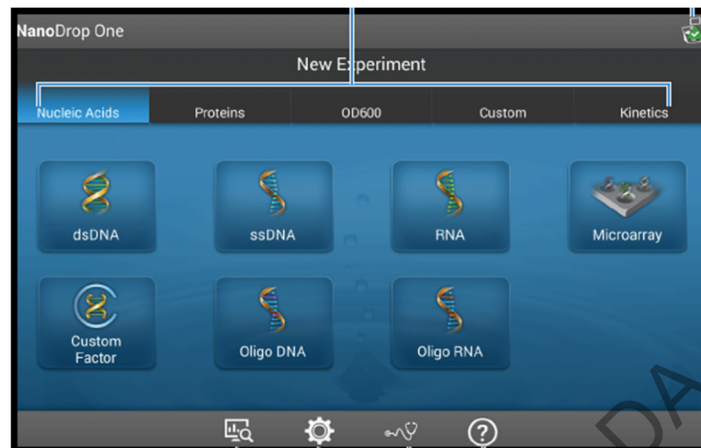 NanoDrop One
New Experiment
Nucleic Acids Proteins OD600 Custom Kinetics
dsDNA ssDNA RNA Microarray
Custom
Factor
Oligo DNA Oligo RNA
?
DA